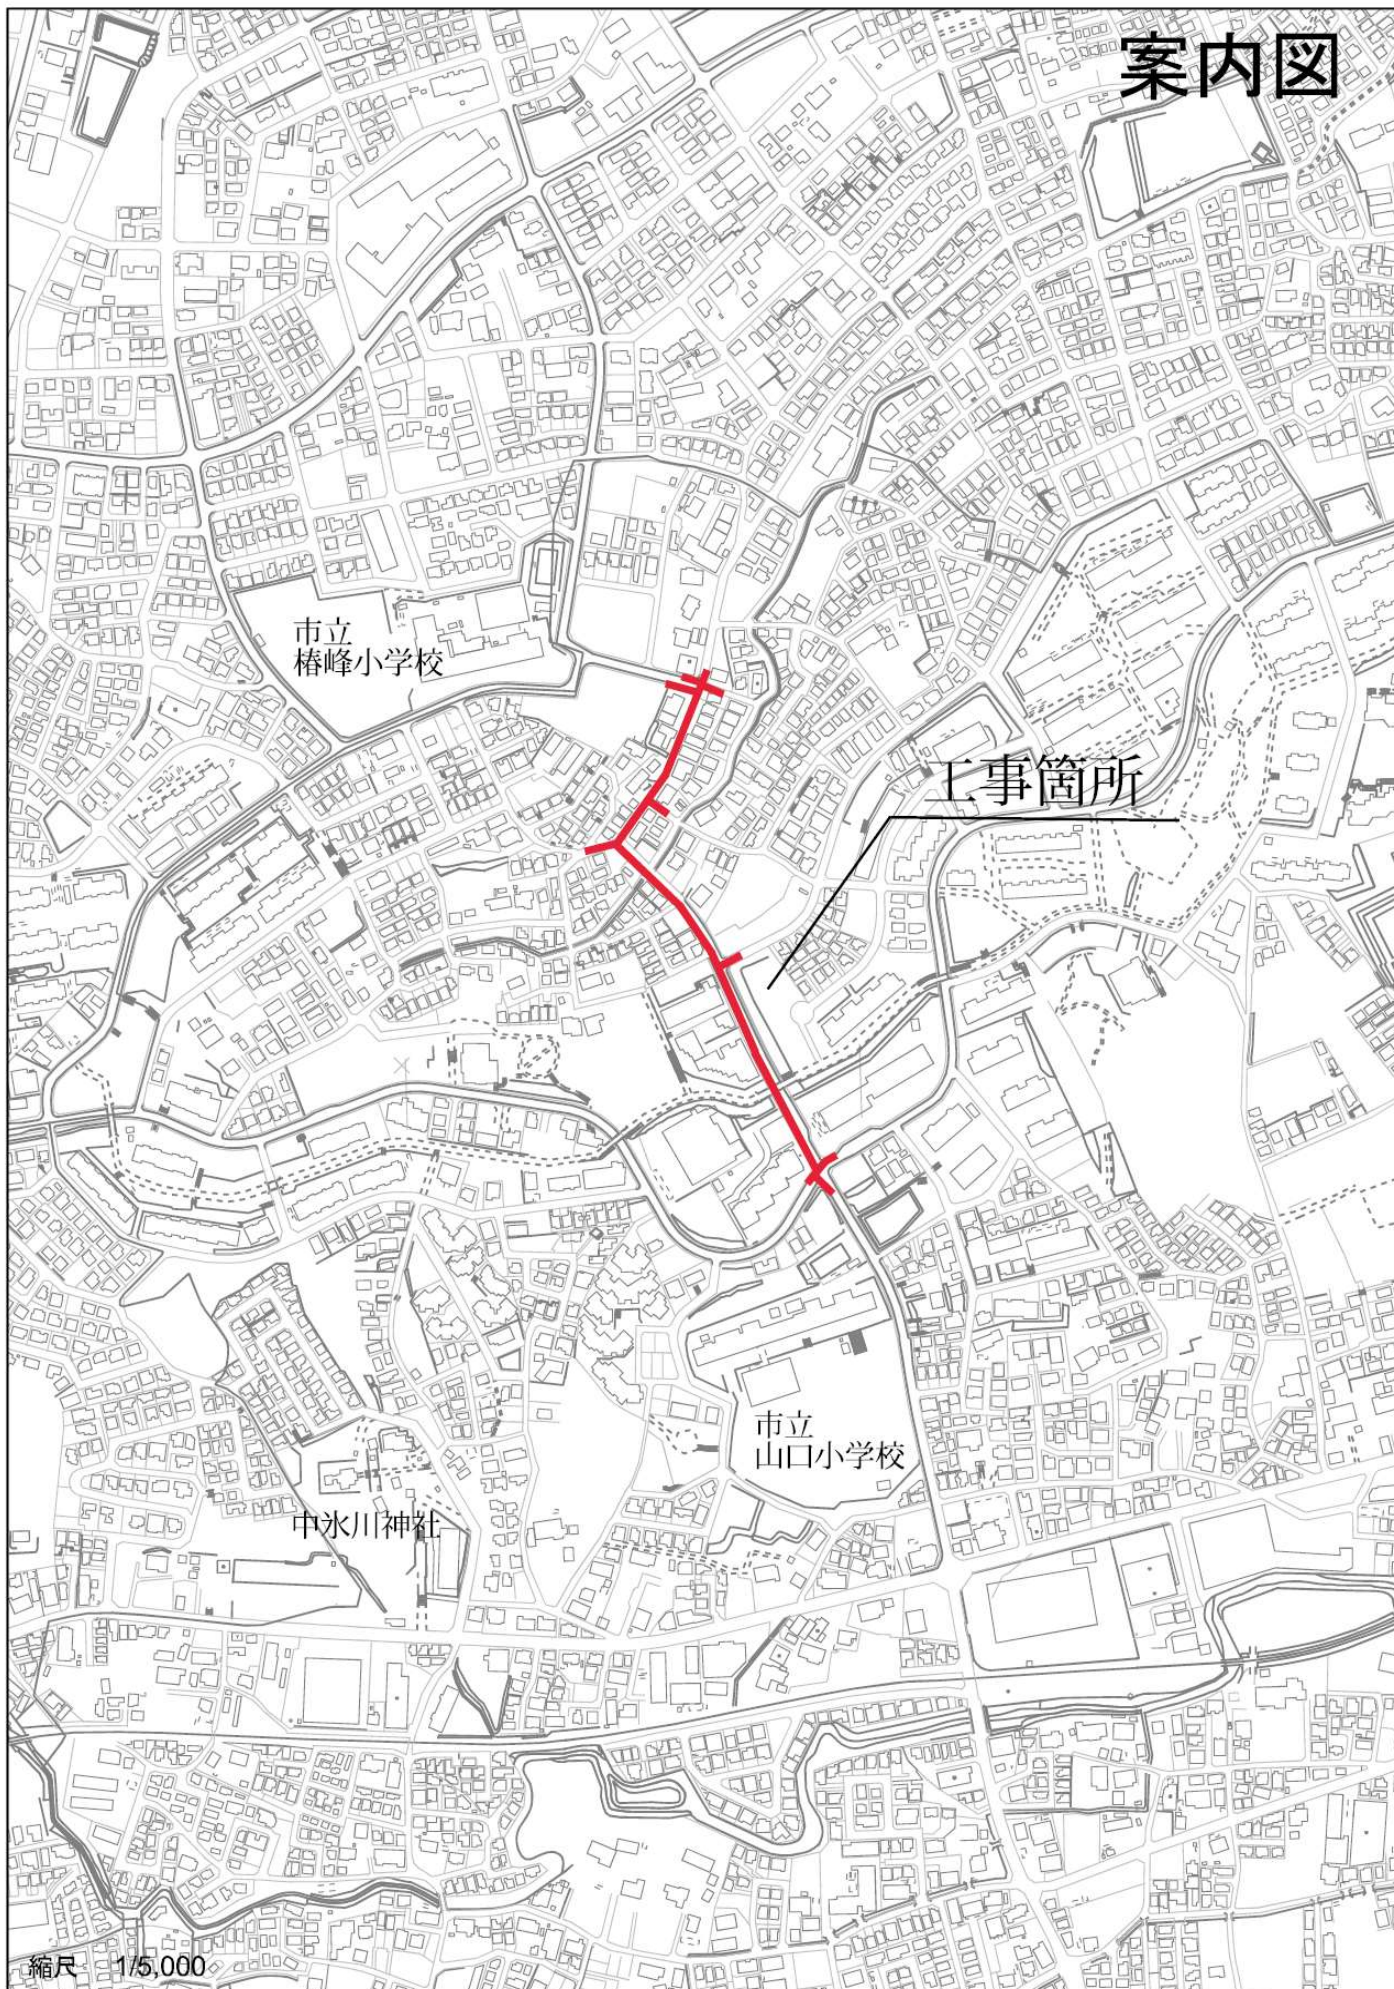 案内図
市立
椿峰小学校
工事箇所
市立
山口小学校
中氷川神社
縮尺 1/5,000